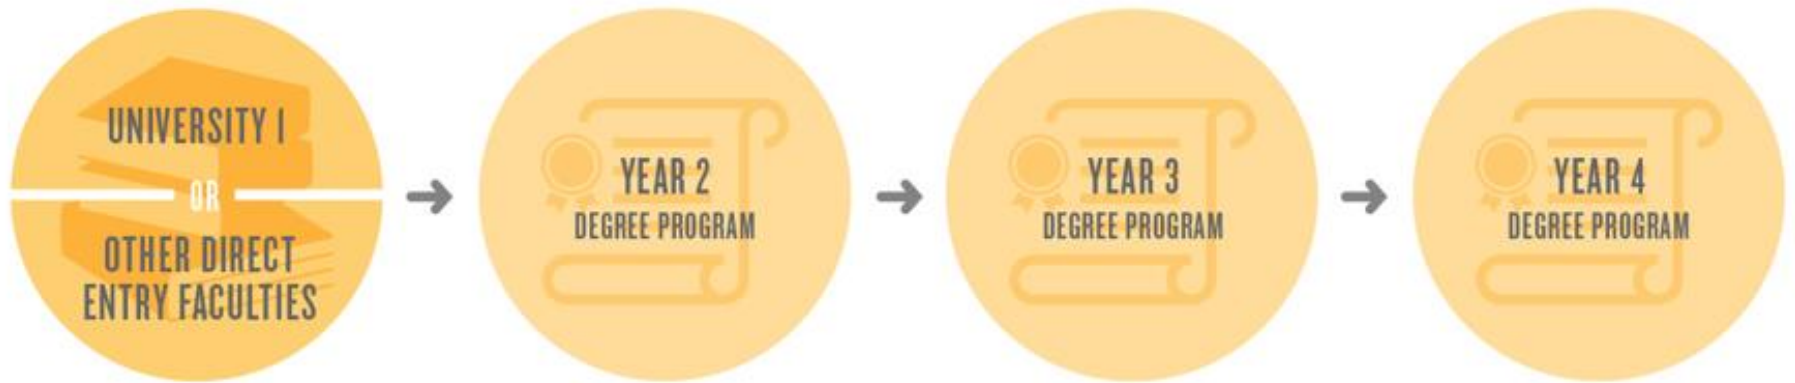 UNIVERSITY I
OR
OTHER DIRECT
ENTRY FACULTIES
YEAR 2
DEGREE PROGRAM
YEAR 3
DEGREE PROGRAM
YEAR 4
DEGREE PROGRAM